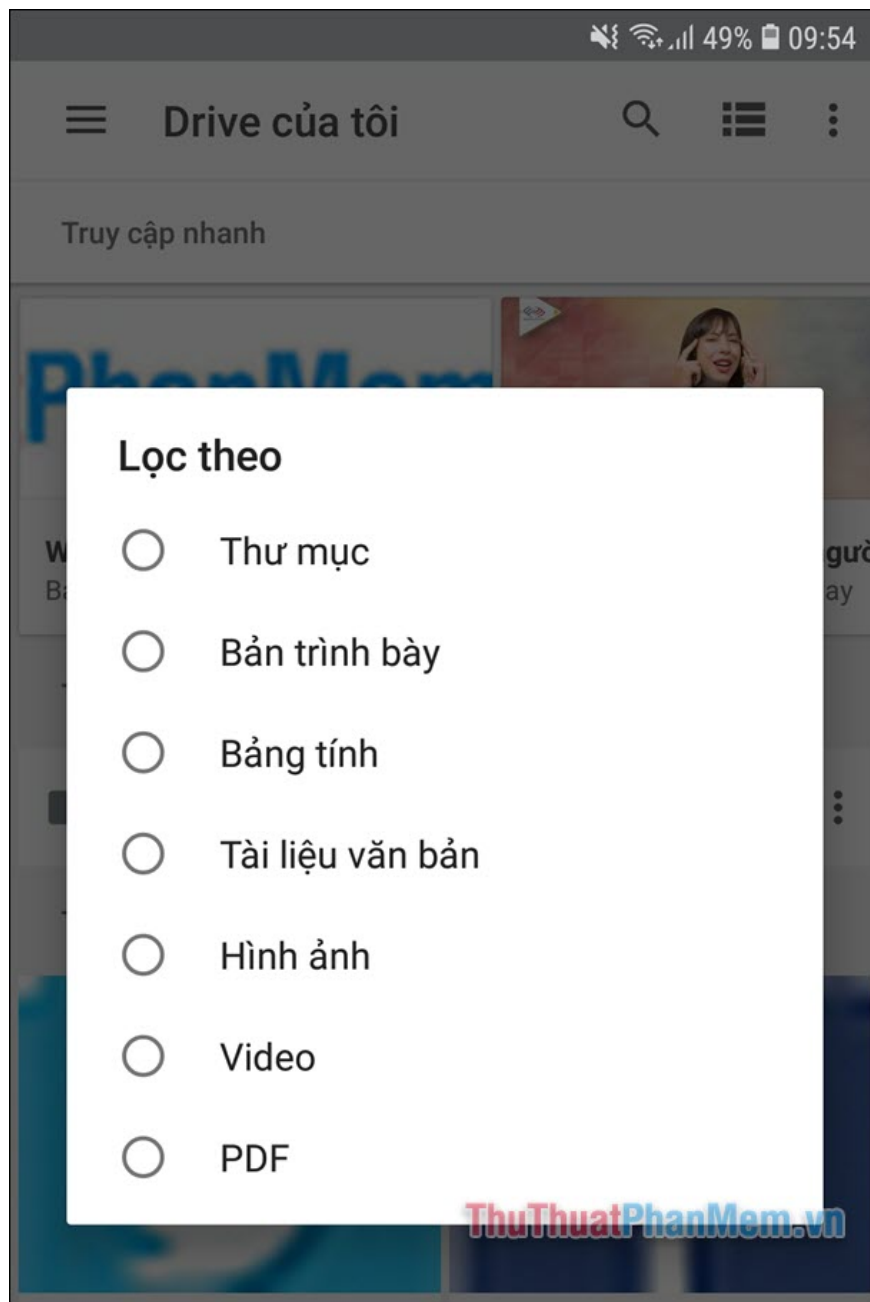 49% 09:54
Drive của tôi
Truy cập nhanh
PhanMem
Lọc theo
Thư mục
Bản trình bày
Bảng tính
Tài liệu văn bản
Hình ảnh
Video
PDF
ThuThuatPhanMem.vn